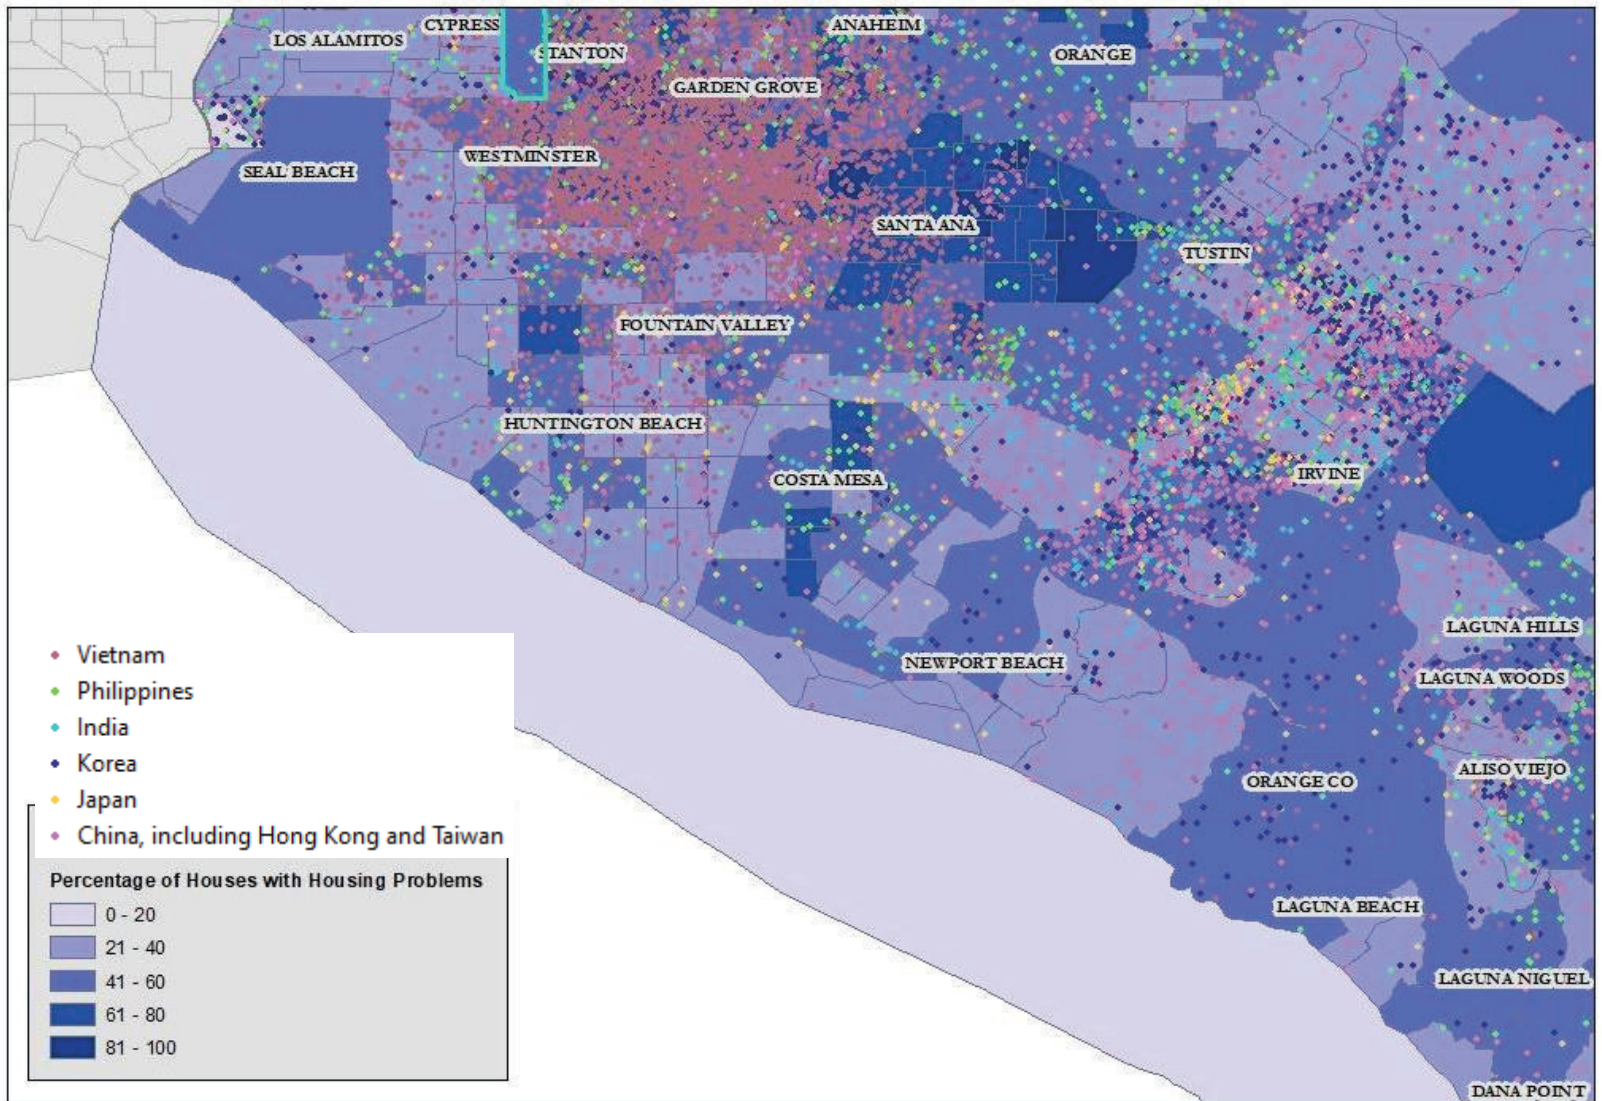 CYPRESS
ANAHEIM
LOS ALAMITOS
STANTON
ORANGE
GARDEN GROVE
WESTMINSTER
SEAL BEACH
SANTA ANA
TUSTIN
FOUNTAIN VALLEY
HUNTINGTON BEACH
COSTA MESA
IRVINE
LAGUNA HILLS
NEWPORT BEACH
LAGUNA WOODS
ORANGE CO
ALISO VIEJO
LAGUNA BEACH
LAGUNA NIGUEL
DANA POINT
Vietnam
Philippines
India
Korea
Japan
China, including Hong Kong and Taiwan
Percentage of Houses with Housing Problems
0 - 20
21 - 40
41 - 60
61 - 80
81 - 100